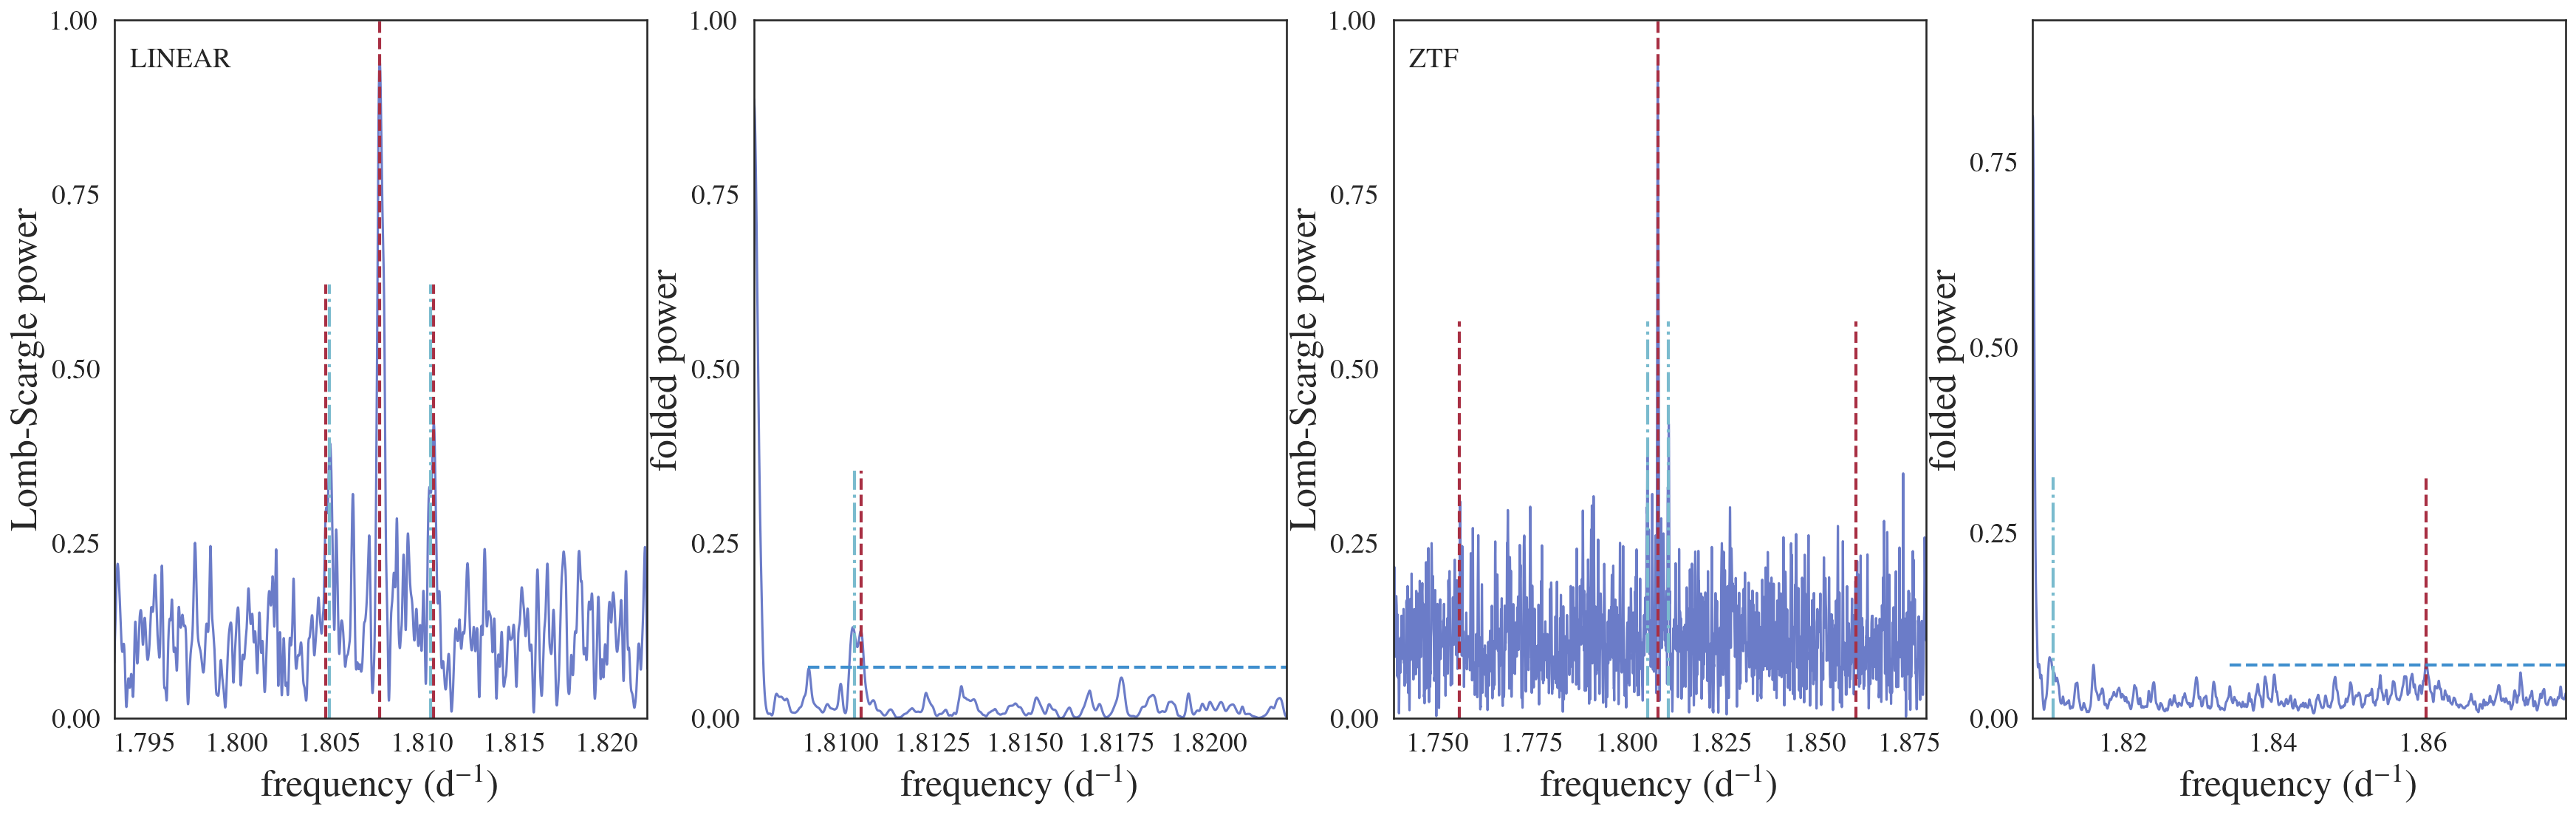 LINEAR
Lomb-Scargle power
1.00
0.75
0.50
0.25
0.00
1.795 1.800 1.805 1.810 1.815 1.820
frequency (d⁻¹)
folded power
1.00
0.75
0.50
0.25
0.00
1.8100 1.8125 1.8150 1.8175 1.8200
frequency (d⁻¹)
ZTF
Lomb-Scargle power
1.00
0.75
0.50
0.25
0.00
1.750 1.775 1.800 1.825 1.850 1.875
frequency (d⁻¹)
folded power
0.75
0.50
0.25
0.00
1.82 1.84 1.86
frequency (d⁻¹)